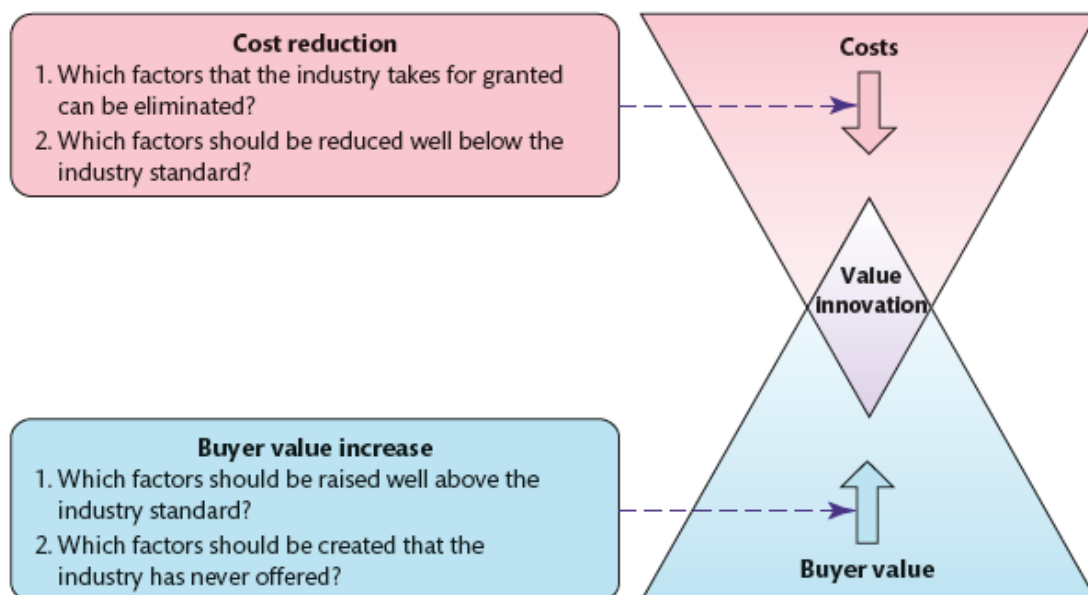 Cost reduction
1. Which factors that the industry takes for granted
can be eliminated?
2. Which factors should be reduced well below the
industry standard?
Costs
Value
innovation
Buyer value increase
1. Which factors should be raised well above the
industry standard?
2. Which factors should be created that the
industry has never offered?
Buyer value